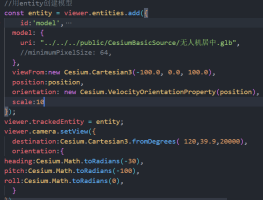 //用entity创建模型
const entity = viewer.entities.add({
id:'model',
model: {
uri: "../../../public/CesiumBasicSource/无人机居中.glb",
//minimumPixelSize: 64,
},
viewfrom:new Cesium.Cartesian3(-100.0, 0.0, 100.0),
position:position,
orientation: new Cesium.VelocityOrientationProperty(position),
scale:10
});
viewer.trackedEntity = entity;
viewer.camera.setView({
destination:Cesium.Cartesian3.fromDegrees( 120,39.9,20000),
orientation:{
heading:Cesium.Math.toRadians(-30),
pitch:Cesium.Math.toRadians(-100),
roll:Cesium.Math.toRadians(0),
}